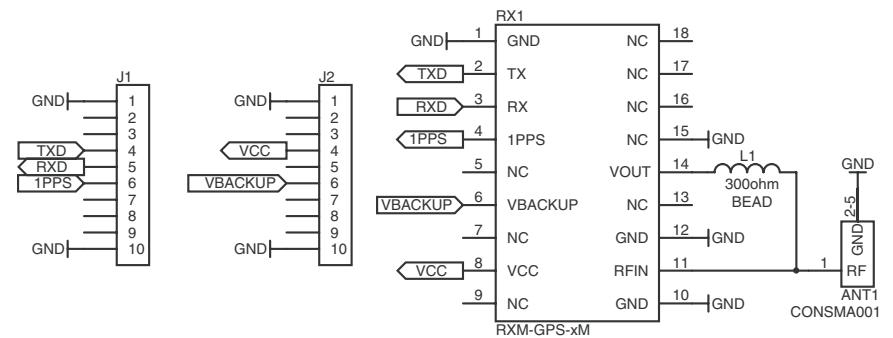 J1
GND 1
2
3
TXD 4
RXD 5
1PPS 6
7
8
9
GND 10
J2
GND 1
2
3
VCC 4
5
VBACKUP 6
7
8
9
GND 10
RX1
GND 1 GND NC 18
TXD 2 TX NC 17
RXD 3 RX NC 16
1PPS 4 1PPS NC 15 GND
5 NC VOUT 14
VBACKUP 6 VBACKUP NC 13
7 NC GND 12 GND
VCC 8 VCC RFIN 11
9 NC GND 10 GND
RXM-GPS-xM
L1
300ohm
BEAD
GND
2-5
GND
1 RF
ANT1
CONSMA001